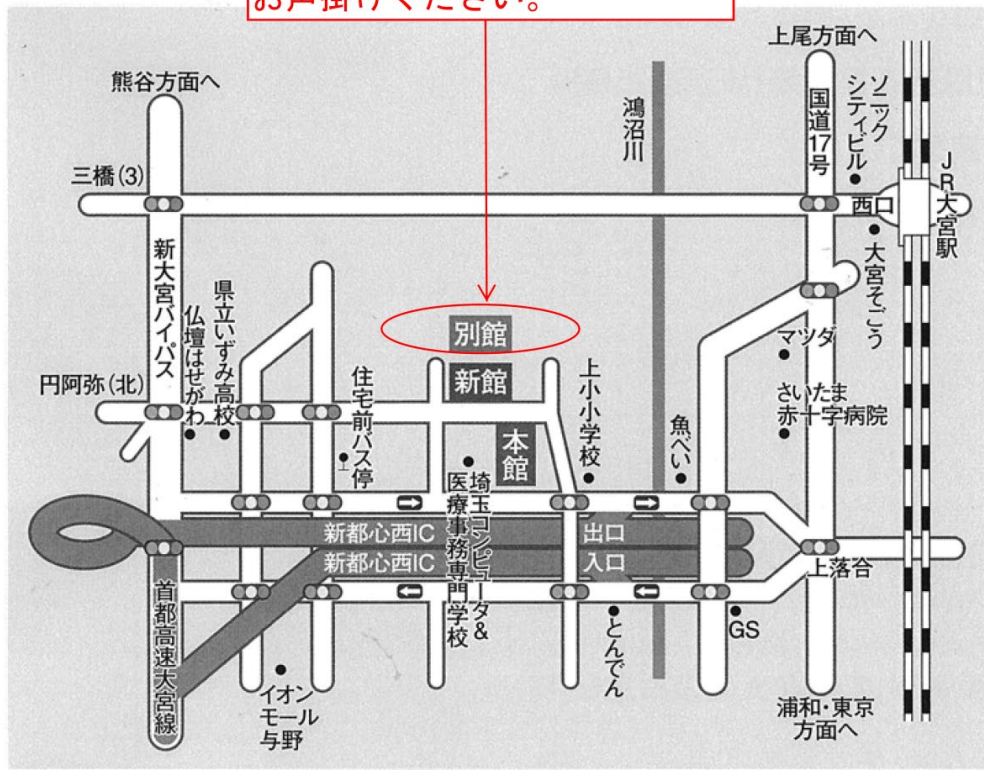 お声掛けください。
上尾方面へ
熊谷方面へ
鴻沼川
国道17号
ソニック
シティビル
三橋(3)
西口
JR大宮駅
新大宮バイパス
大宮そごう
仏壇はせがわ
県立いずみ高校
別館
マツダ
円阿弥(北)
住宅前バス停
新館
上小小学校
さいたま
赤十字病院
本館
魚べい
埼玉コンピュータ&
医療事務専門学校
新都心西IC
出口
新都心西IC
入口
上落合
首都高速大宮線
とんでん
GS
イオン
モール
与野
浦和・東京
方面へ